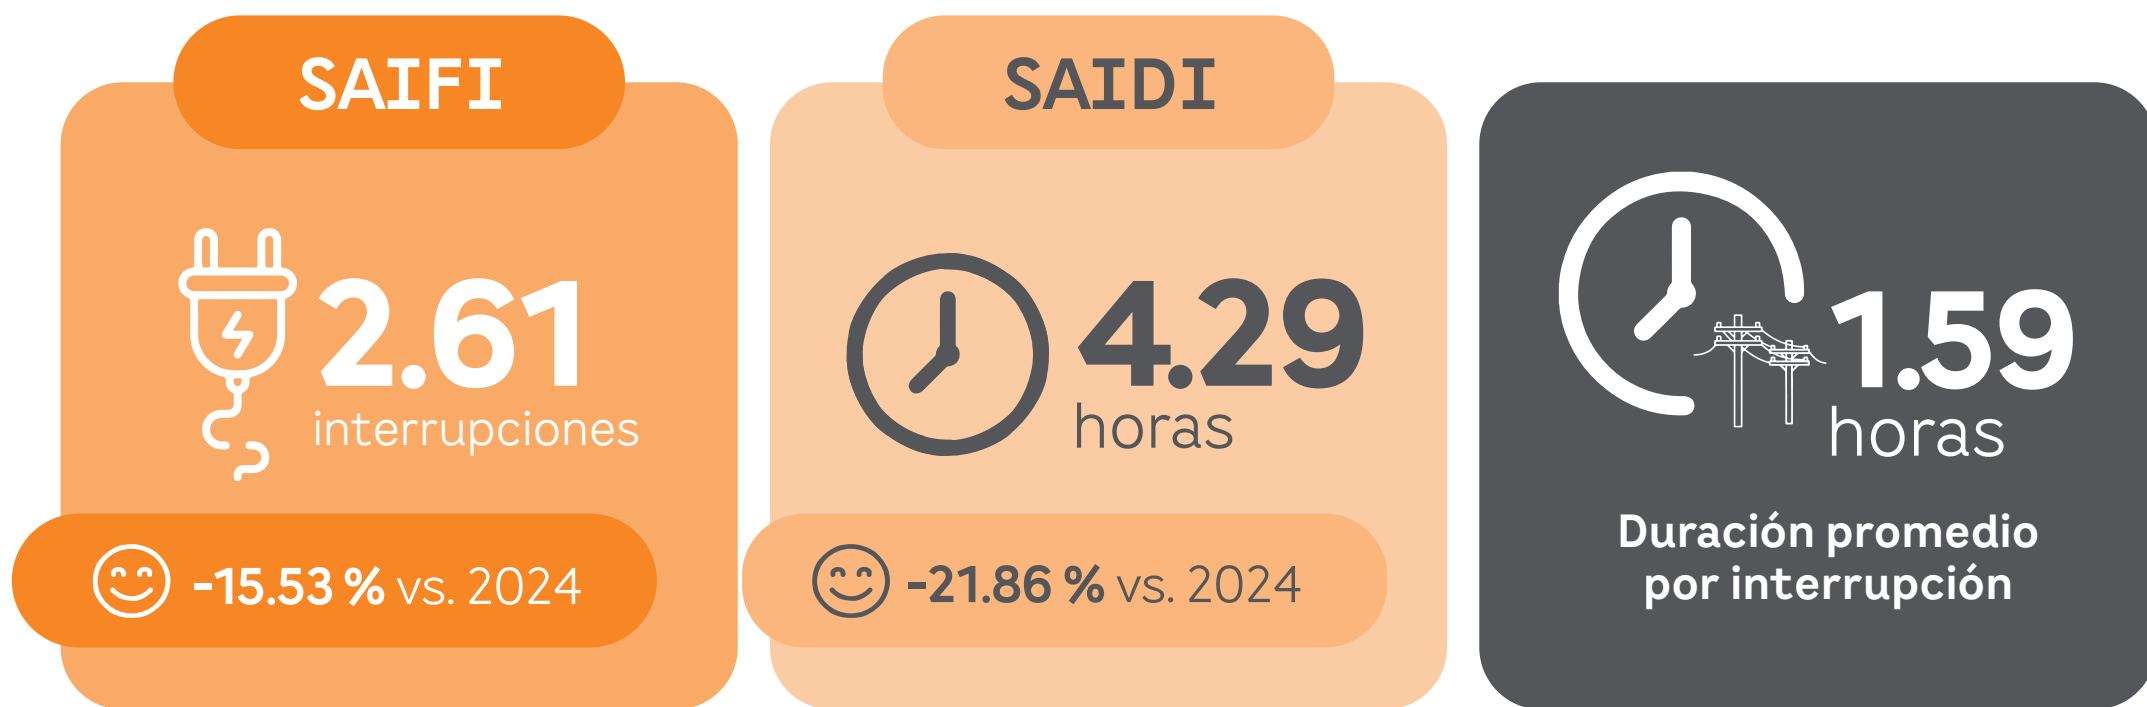 SAIFI
2.61
interrupciones
-15.53 % vs. 2024
SAIDI
4.29
horas
-21.86 % vs. 2024
1.59
horas
Duración promedio
por interrupción